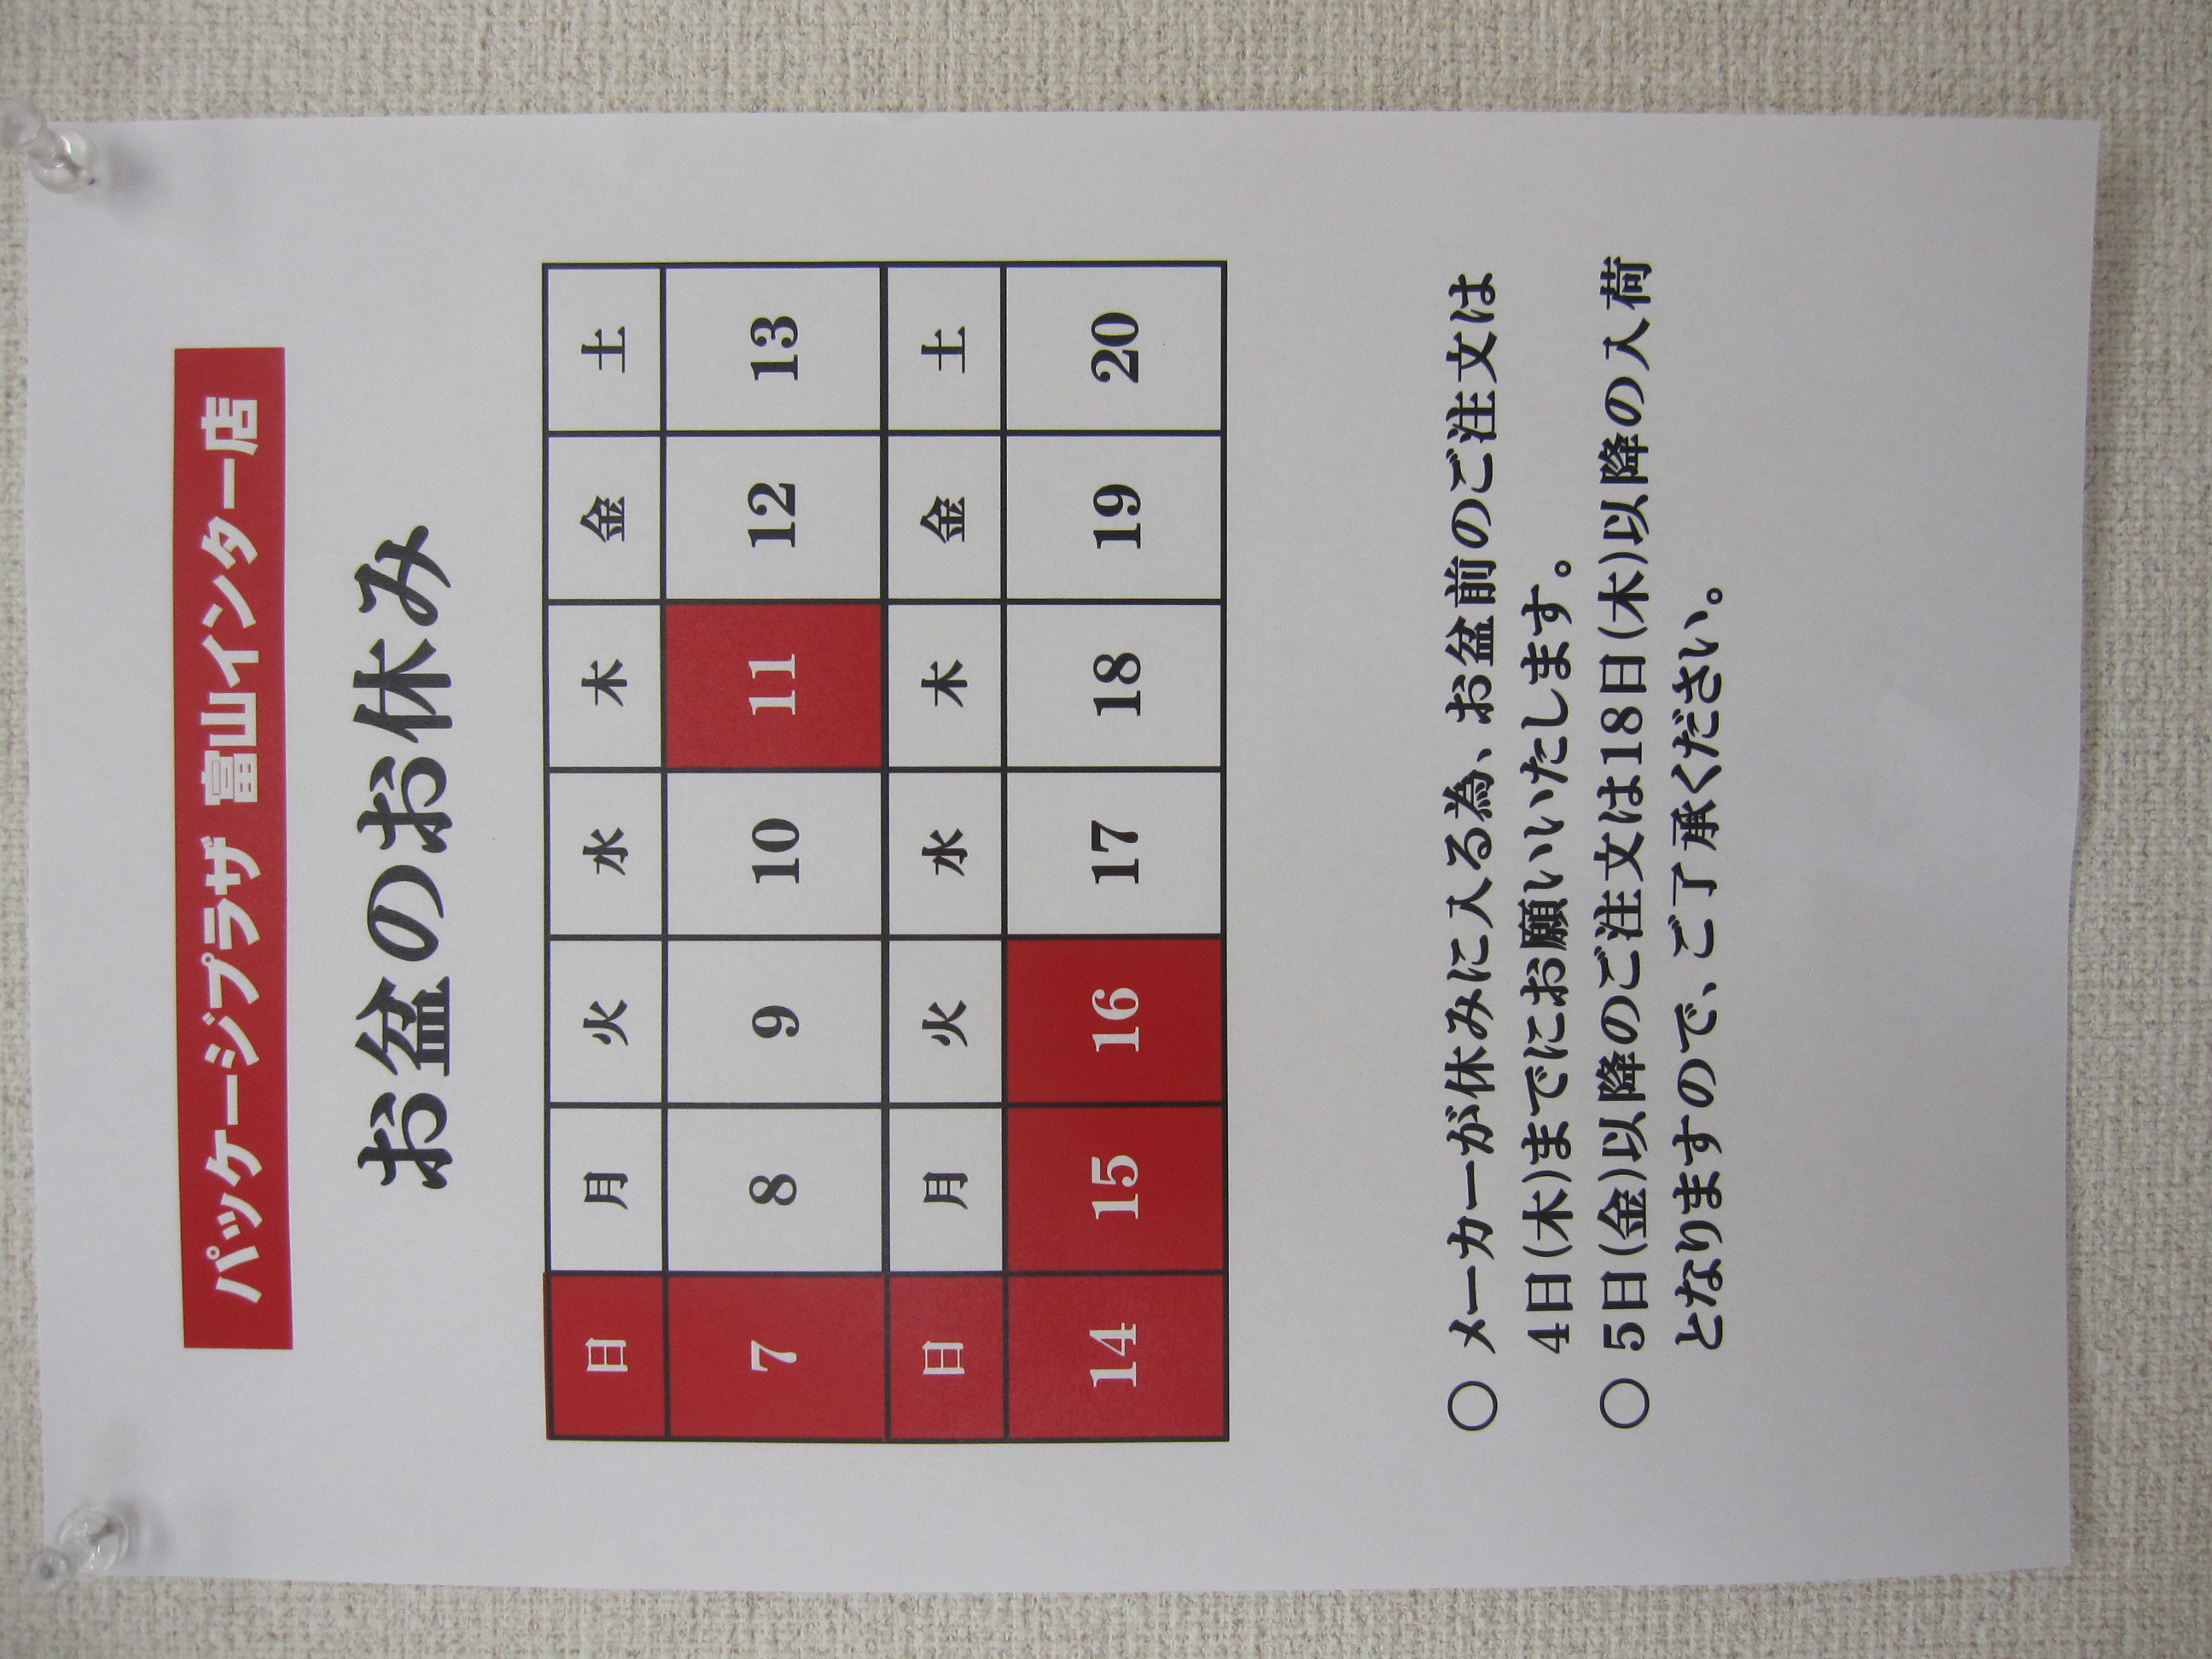 パッケージプラザ 富山インター店
お盆のお休み
日 月 火 水 木 金 土
7 8 9 10 11 12 13
日 月 火 水 木 金 土
14 15 16 17 18 19 20
○ メーカーが休みに入る為、お盆前のご注文は
4日(木)までにお願いいたします。
○ 5日(金)以降のご注文は18日(木)以降の入荷
となりますので、ご了承ください。